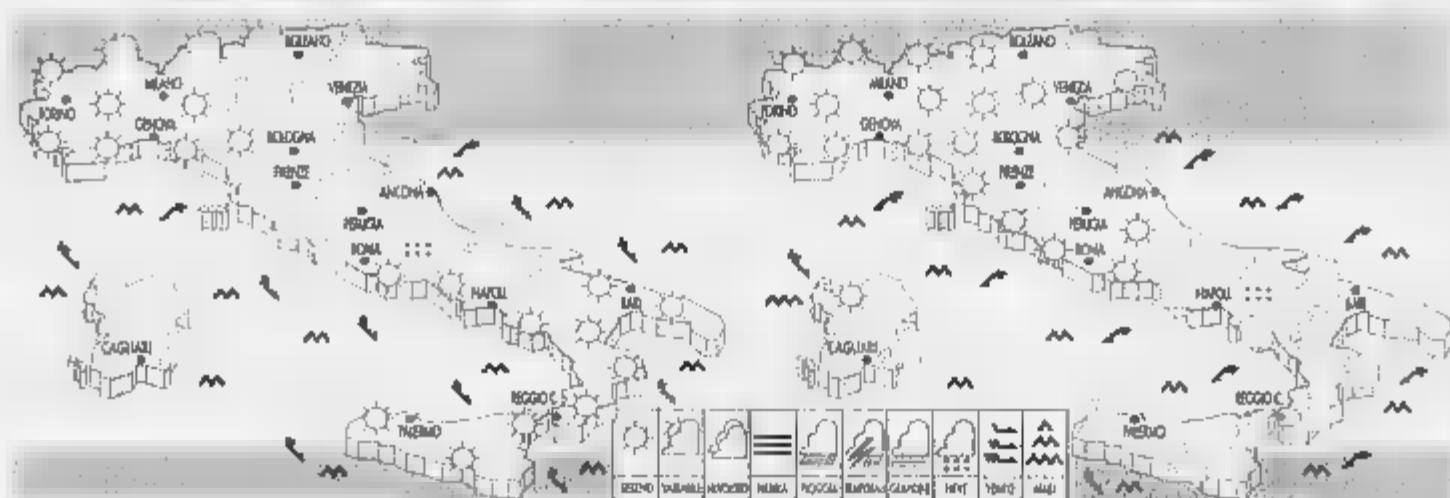 BOLZANO
MILANO
VENEZIA
TORINO
GENOVA
BOLOGNA
FIRENZE
ANCONA
PERUGIA
ROMA
NAPOLI
BARI
CAGLIARI
REGGIO C.
PALERMO
BOLZANO
MILANO
VENEZIA
TORINO
GENOVA
BOLOGNA
FIRENZE
ANCONA
PERUGIA
ROMA
NAPOLI
BARI
CAGLIARI
REGGIO C.
PALERMO
SERENO VARIABILE NUVOLOSO NEBBIA PIOGGIA TEMPORALI NEVE VENTO MARI